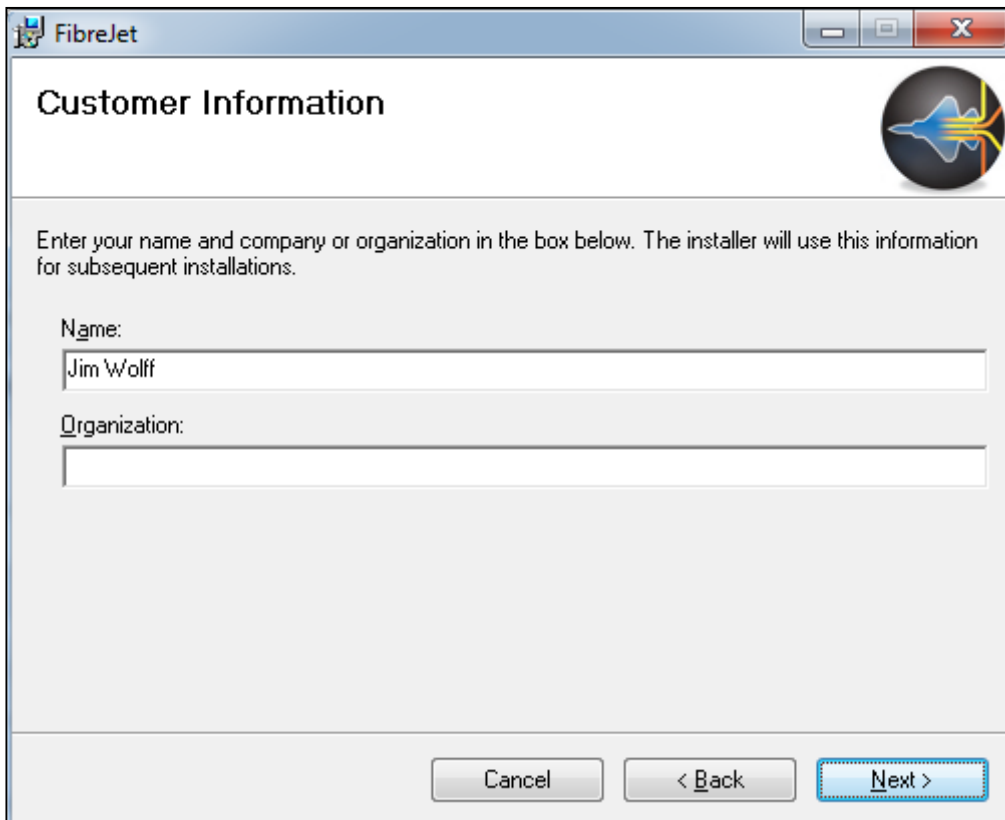 FibreJet
Customer Information
Enter your name and company or organization in the box below. The installer will use this information
for subsequent installations.
Name:
Jim Wolff
Organization:
Cancel
< Back
Next >